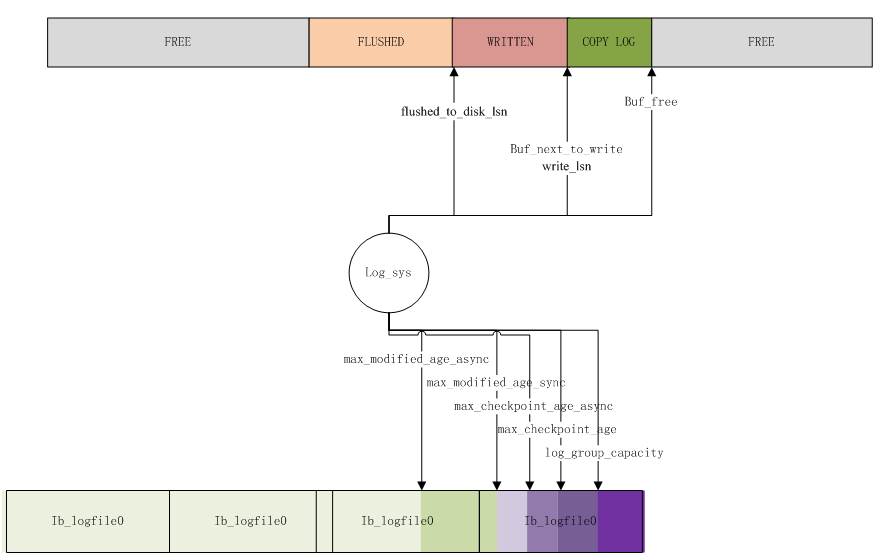 FREE
FLUSHED
WRITTEN
COPY LOG
FREE
Buf_free
flushed_to_disk_lsn
Buf_next_to_write
write_lsn
Log_sys
max_modified_age_async
max_modified_age_sync
max_checkpoint_age_async
max_checkpoint_age
log_group_capacity
Ib_logfile0
Ib_logfile0
Ib_logfile0
Ib_logfile0